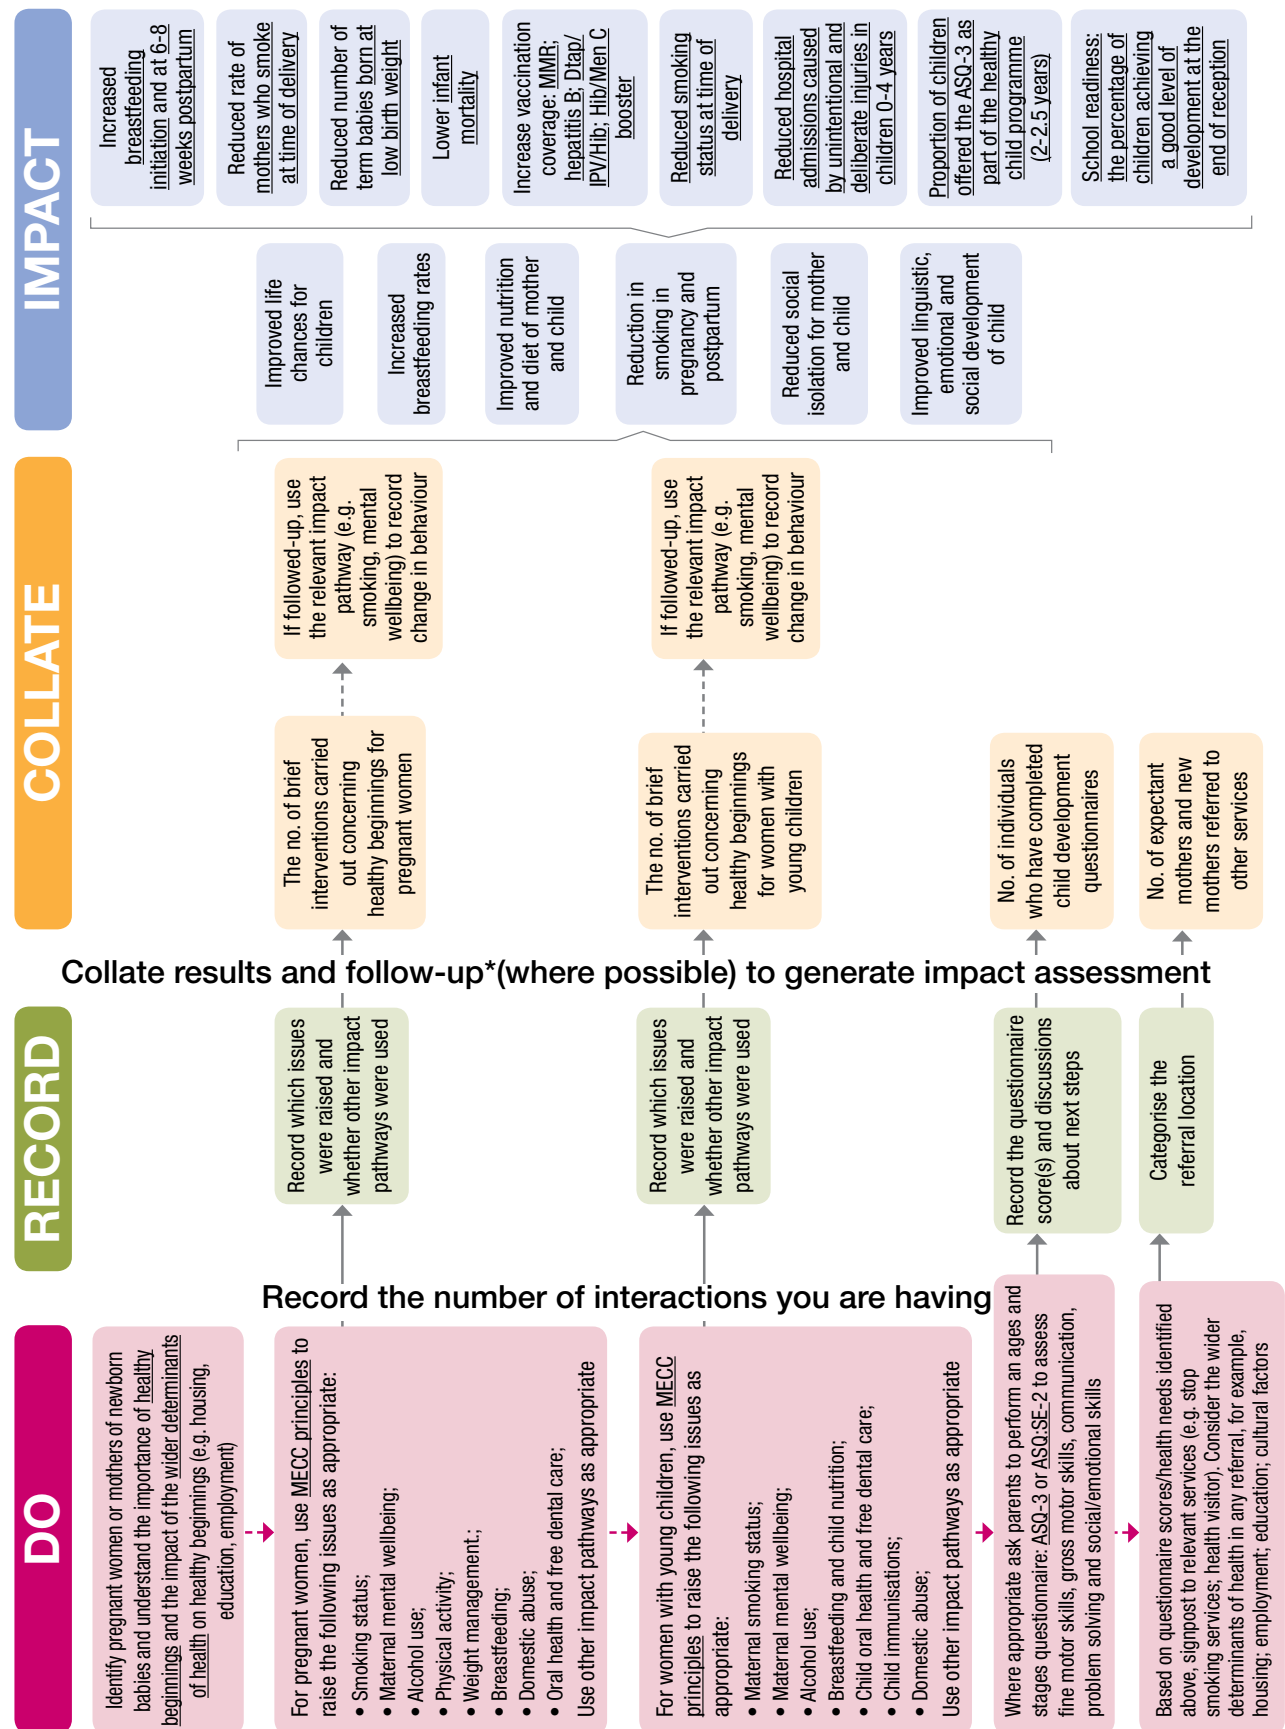 DO
Identify pregnant women or mothers of newborn
babies and understand the importance of healthy
beginnings and the impact of the wider determinants
of health on healthy beginnings (e.g. housing,
education, employment)
For pregnant women, use MECC principles to
raise the following issues as appropriate:
• Smoking status;
• Maternal mental wellbeing;
• Alcohol use;
• Physical activity;
• Weight management.;
• Breastfeeding;
• Domestic abuse;
• Oral health and free dental care;
Use other impact pathways as appropriate
For women with young children, use MECC
principles to raise the following issues as
appropriate:
• Maternal smoking status;
• Maternal mental wellbeing;
• Alcohol use;
• Breastfeeding and child nutrition;
• Child oral health and free dental care;
• Child immunisations;
• Domestic abuse;
Use other impact pathways as appropriate
Where appropriate ask parents to perform an ages and
stages questionnaire: ASQ-3 or ASQ:SE-2 to assess
fine motor skills, gross motor skills, communication,
problem solving and social/emotional skills
Based on questionnaire scores/health needs identified
above, signpost to relevant services (e.g. stop
smoking services; health visitor). Consider the wider
determinants of health in any referral, for example,
housing; employment; education; cultural factors
Record the number of interactions you are having
RECORD
Record which issues
were raised and
whether other impact
pathways were used
Record which issues
were raised and
whether other impact
pathways were used
Record the questionnaire
score(s) and discussions
about next steps
Categorise the
referral location
Collate results and follow-up*(where possible) to generate impact assessment
COLLATE
The no. of brief
interventions carried
out concerning
healthy beginnings for
pregnant women
If followed-up, use
the relevant impact
pathway (e.g.
smoking, mental
wellbeing) to record
change in behaviour
The no. of brief
interventions carried
out concerning
healthy beginnings
for women with
young children
If followed-up, use
the relevant impact
pathway (e.g.
smoking, mental
wellbeing) to record
change in behaviour
No. of individuals
who have completed
child development
questionnaires
No. of expectant
mothers and new
mothers referred to
other services
IMPACT
Improved life
chances for
children
Increased
breastfeeding rates
Improved nutrition
and diet of mother
and child
Reduction in
smoking in
pregnancy and
postpartum
Reduced social
isolation for mother
and child
Improved linguistic,
emotional and
social development
of child
Increased
breastfeeding
initiation and at 6-8
weeks postpartum
Reduced rate of
mothers who smoke
at time of delivery
Reduced number of
term babies born at
low birth weight
Lower infant
mortality
Increase vaccination
coverage: MMR;
hepatitis B; Dtap/
IPV/Hib; Hib/Men C
booster
Reduced smoking
status at time of
delivery
Reduced hospital
admissions caused
by unintentional and
deliberate injuries in
children 0-4 years
Proportion of children
offered the ASQ-3 as
part of the healthy
child programme
(2-2.5 years)
School readiness:
the percentage of
children achieving
a good level of
development at the
end of reception